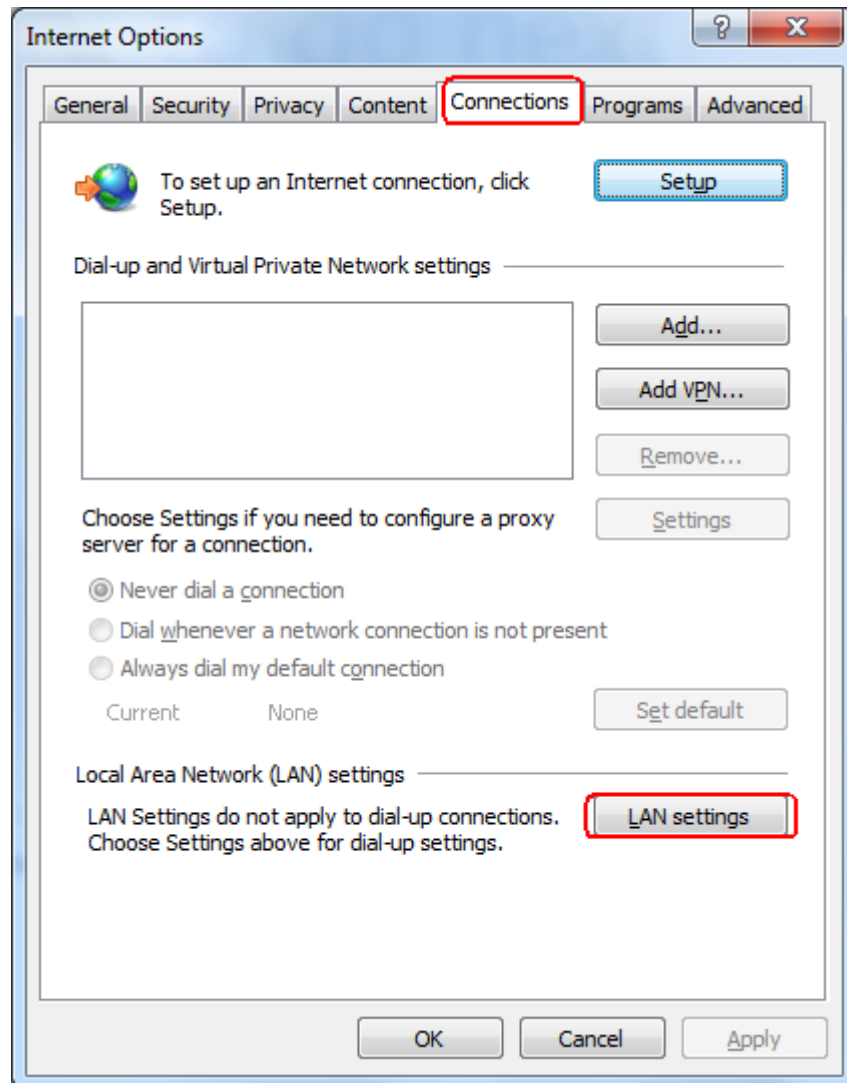 Internet Options
General Security Privacy Content Connections Programs Advanced
To set up an Internet connection, click
Setup.
Setup
Dial-up and Virtual Private Network settings
Add...
Add VPN...
Remove...
Choose Settings if you need to configure a proxy
server for a connection.
Settings
Never dial a connection
Dial whenever a network connection is not present
Always dial my default connection
Current None
Set default
Local Area Network (LAN) settings
LAN Settings do not apply to dial-up connections.
Choose Settings above for dial-up settings.
LAN settings
OK Cancel Apply